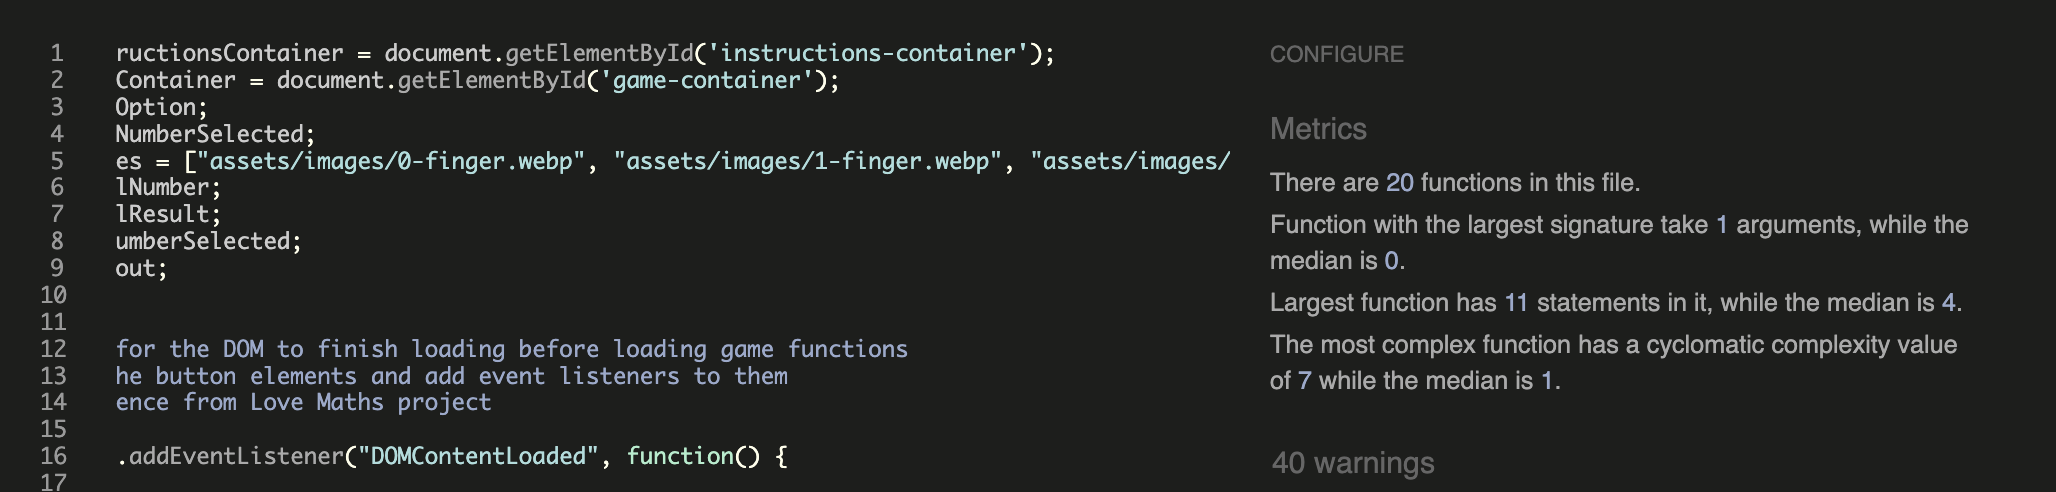 1 ructionsContainer = document.getElementById('instructions-container');
2 Container = document.getElementById('game-container');
3 Option;
4 NumberSelected;
5 es = ["assets/images/0-finger.webp", "assets/images/1-finger.webp", "assets/images/
6 lNumber;
7 lResult;
8 umberSelected;
9 out;
10
11
12 for the DOM to finish loading before loading game functions
13 he button elements and add event listeners to them
14 ence from Love Maths project
15
16 .addEventListener("DOMContentLoaded", function() {
17
CONFIGURE
Metrics
There are 20 functions in this file.
Function with the largest signature take 1 arguments, while the
median is 0.
Largest function has 11 statements in it, while the median is 4.
The most complex function has a cyclomatic complexity value
of 7 while the median is 1.
40 warnings